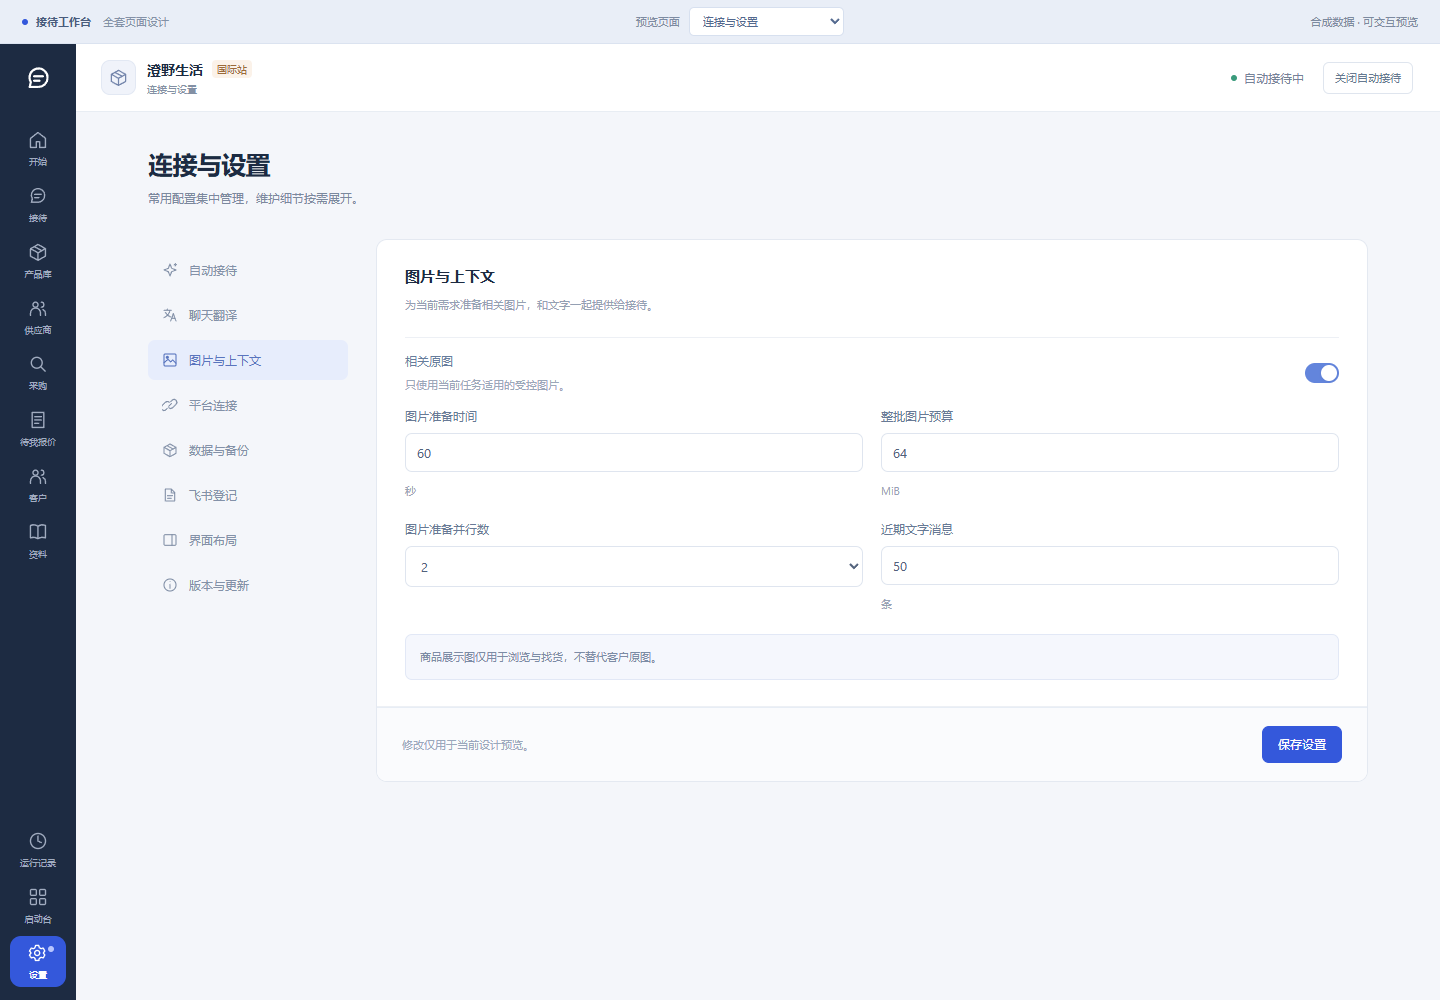 接待工作台 全套页面设计
预览页面 连接与设置
合成数据 · 可交互预览
澄野生活 国际站
连接与设置
自动接待中
关闭自动接待
开始
接待
产品库
供应商
采购
待我报价
客户
资料
运行记录
启动台
设置
连接与设置
常用配置集中管理，维护细节按需展开。
自动接待
聊天翻译
图片与上下文
平台连接
数据与备份
飞书登记
界面布局
版本与更新
图片与上下文
为当前需求准备相关图片，和文字一起提供给接待。
相关原图
只使用当前任务适用的受控图片。
图片准备时间
60
秒
整批图片预算
64
MiB
图片准备并行数
2
近期文字消息
50
条
商品展示图仅用于浏览与找货，不替代客户原图。
修改仅用于当前设计预览。
保存设置